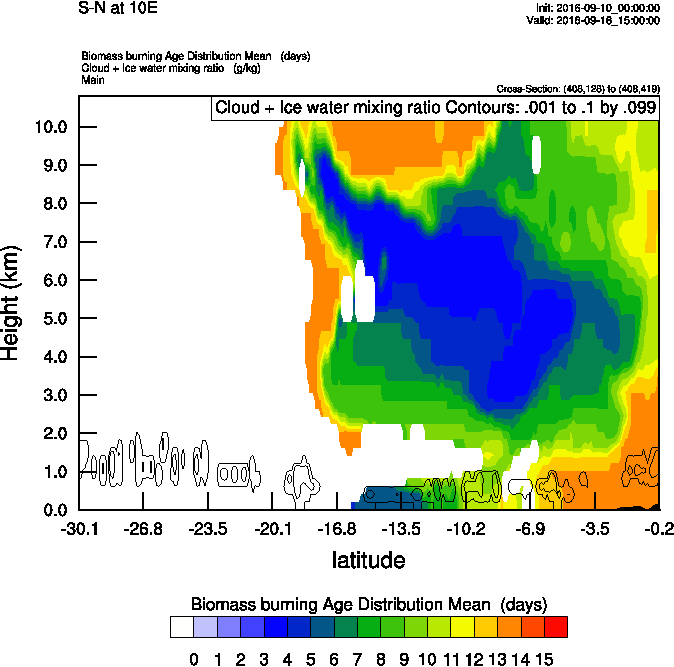 S-N at 10E
Init: 2016-09-10_00:00:00
Valid: 2016-09-16_15:00:00
Biomass burning Age Distribution Mean (days)
Cloud + Ice water mixing ratio (g/kg)
Main
Cross-Section: (408,128) to (408,419)
Cloud + Ice water mixing ratio Contours: .001 to .1 by .099
10.0
9.0
8.0
7.0
6.0
5.0
4.0
3.0
2.0
1.0
0.0
Height (km)
-30.1 -26.8 -23.5 -20.1 -16.8 -13.5 -10.2 -6.9 -3.5 -0.2
latitude
Biomass burning Age Distribution Mean (days)
0 1 2 3 4 5 6 7 8 9 10 11 12 13 14 15